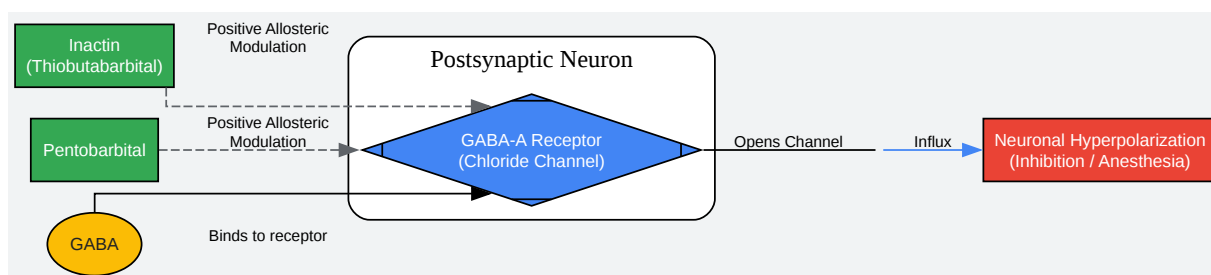 Positive Allosteric
Modulation
Inactin
(Thiobutabarbital)
Postsynaptic Neuron
Positive Allosteric
Modulation
Pentobarbital
GABA-A Receptor
(Chloride Channel)
Opens Channel
Influx
Neuronal Hyperpolarization
(Inhibition / Anesthesia)
GABA
Binds to receptor